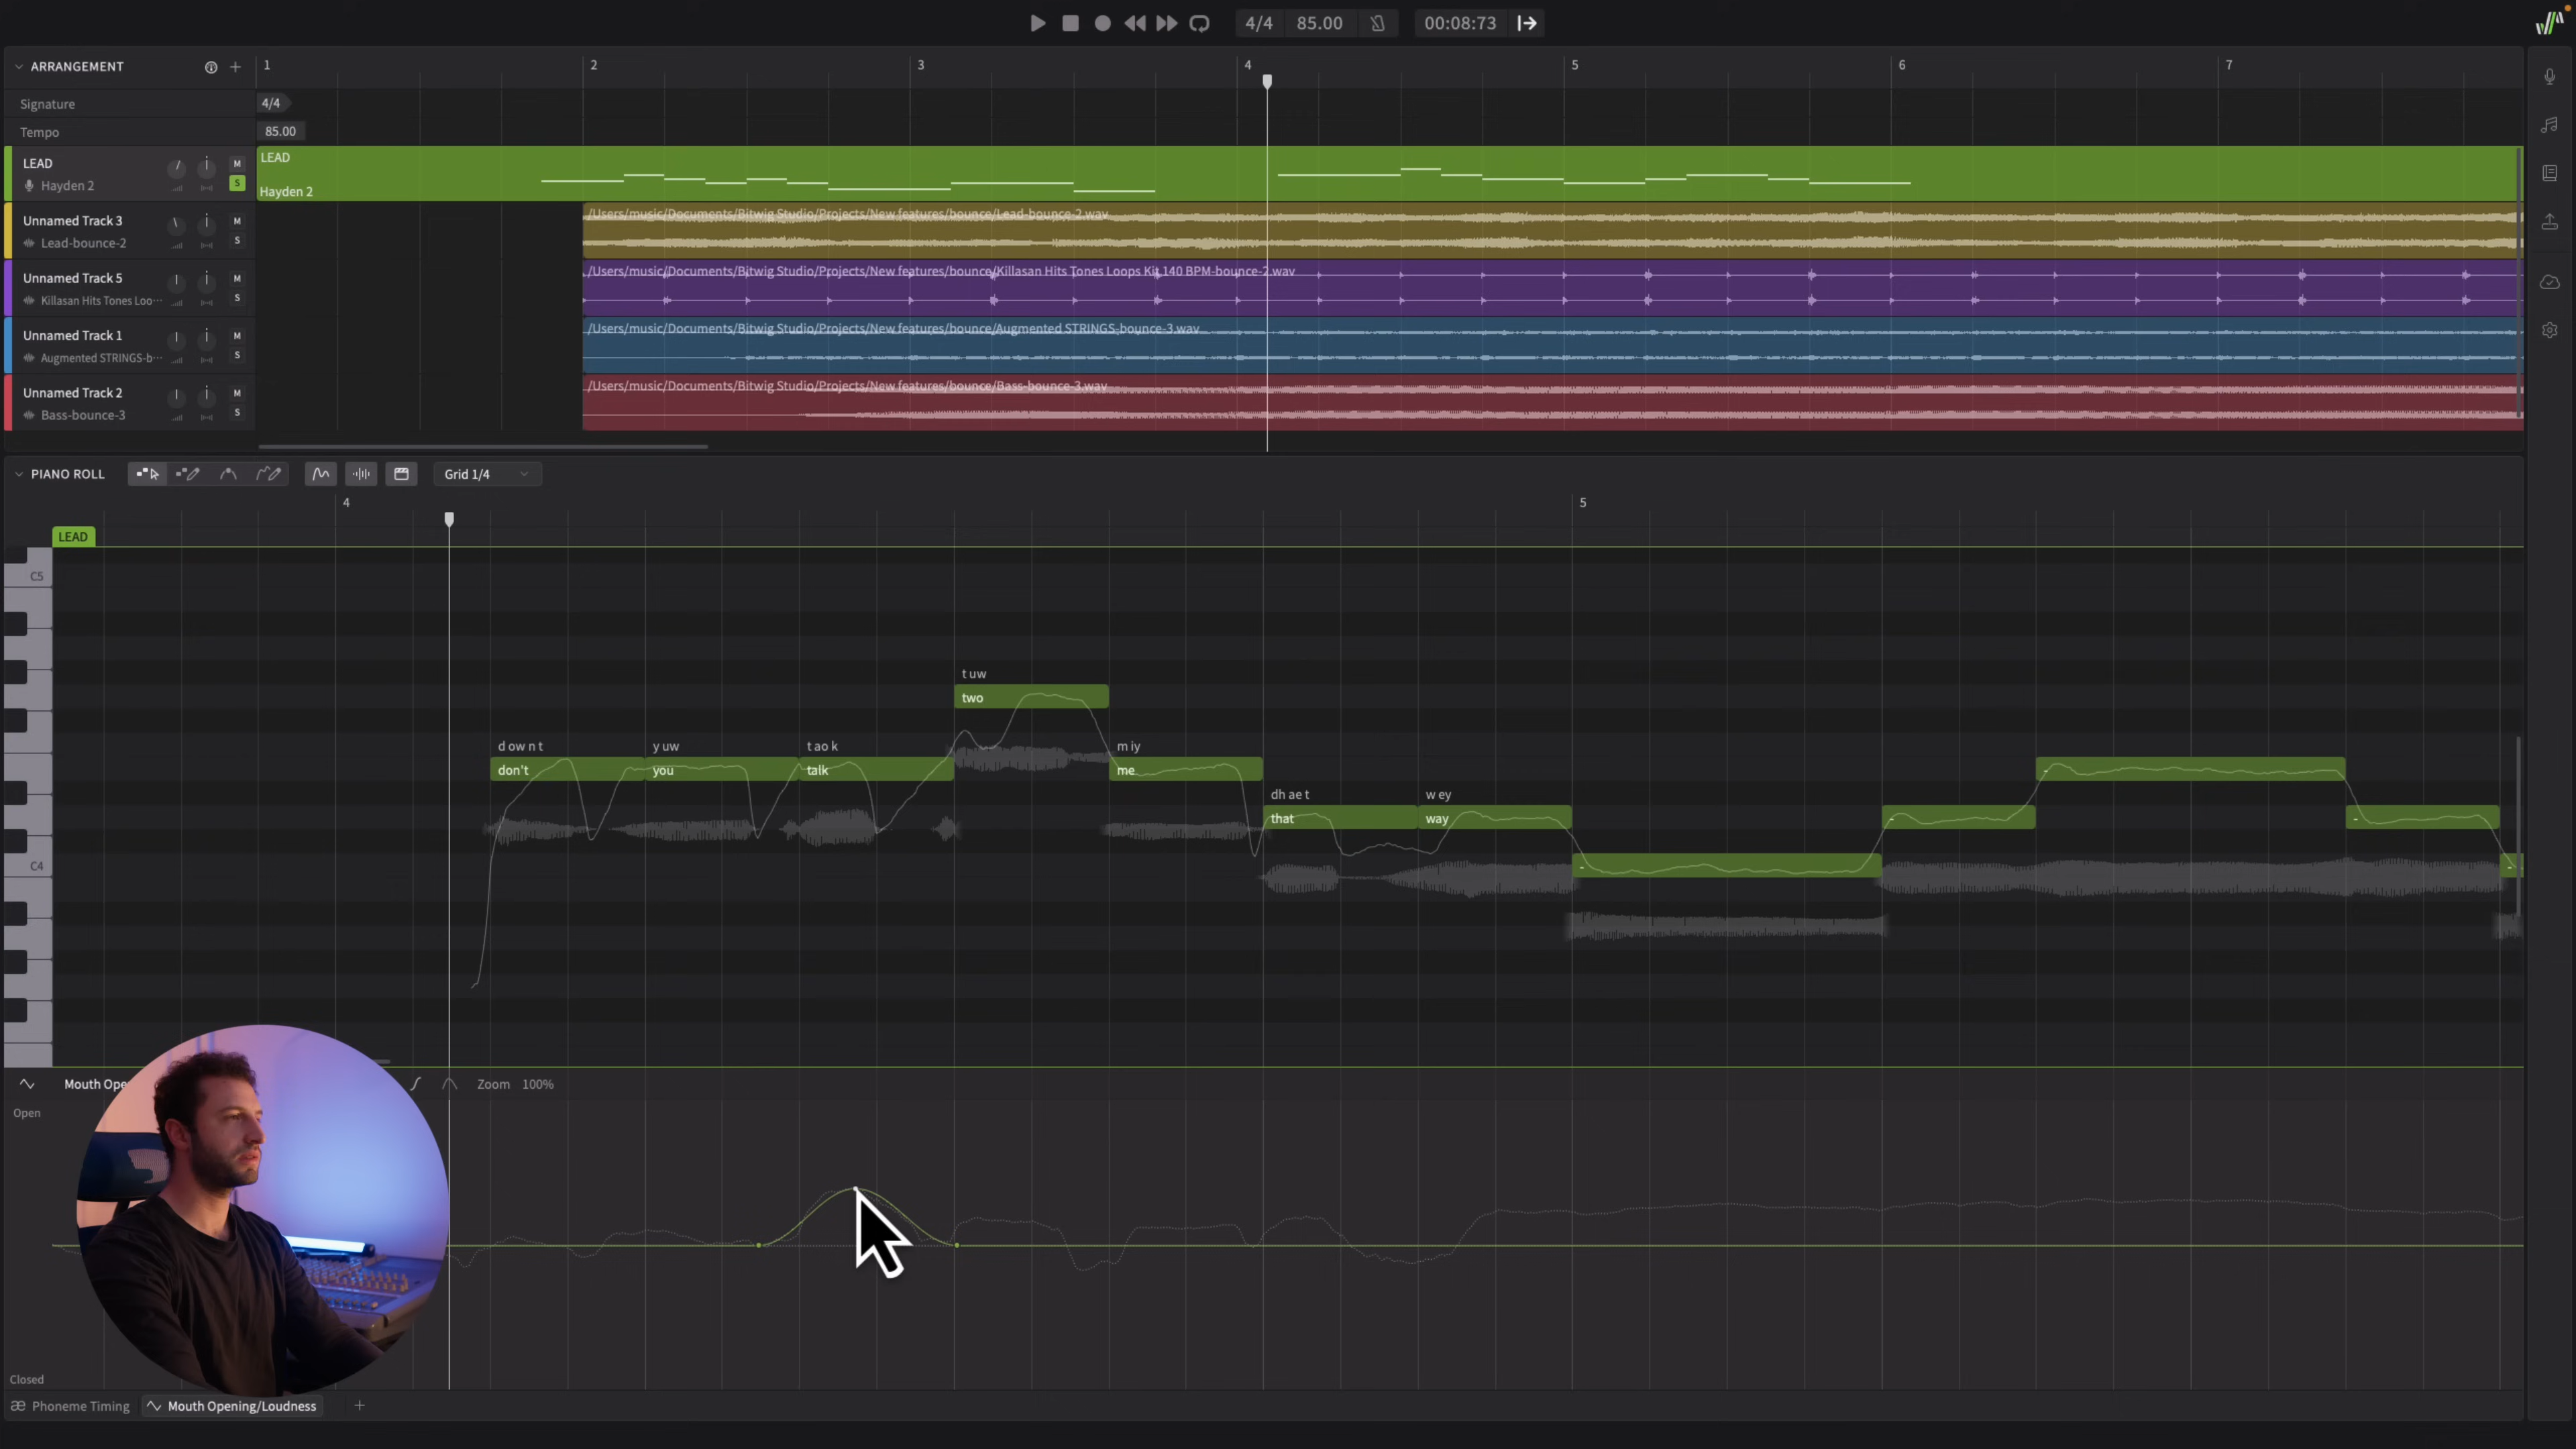 4/4 85.00 00:08:73
ARRANGEMENT 1 2 3 4 5 6 7
Signature 4/4
Tempo 85.00
LEAD M LEAD
Hayden 2 S Hayden 2
Unnamed Track 3 M /Users/music/Documents/Bitwig Studio/Projects/New features/bounce/Lead-bounce-2.wav
Lead-bounce-2 S
Unnamed Track 5 M /Users/music/Documents/Bitwig Studio/Projects/New features/bounce/Killasan Hits Tones Loops Kit 140 BPM-bounce-2.wav
Killasan Hits Tones Loo··· S
Unnamed Track 1 M /Users/music/Documents/Bitwig Studio/Projects/New features/bounce/Augmented STRINGS-bounce-3.wav
Augmented STRINGS-b··· S
Unnamed Track 2 M /Users/music/Documents/Bitwig Studio/Projects/New features/bounce/Bass-bounce-3.wav
Bass-bounce-3 S
PIANO ROLL Grid 1/4
4 5
LEAD
C5
t uw
two
d ow n t y uw t ao k m iy
don't you talk me - 
dh ae t w ey
that way - -
C4 - -
Mouth Ope Zoom 100%
Open
Closed
æ Phoneme Timing Mouth Opening/Loudness +